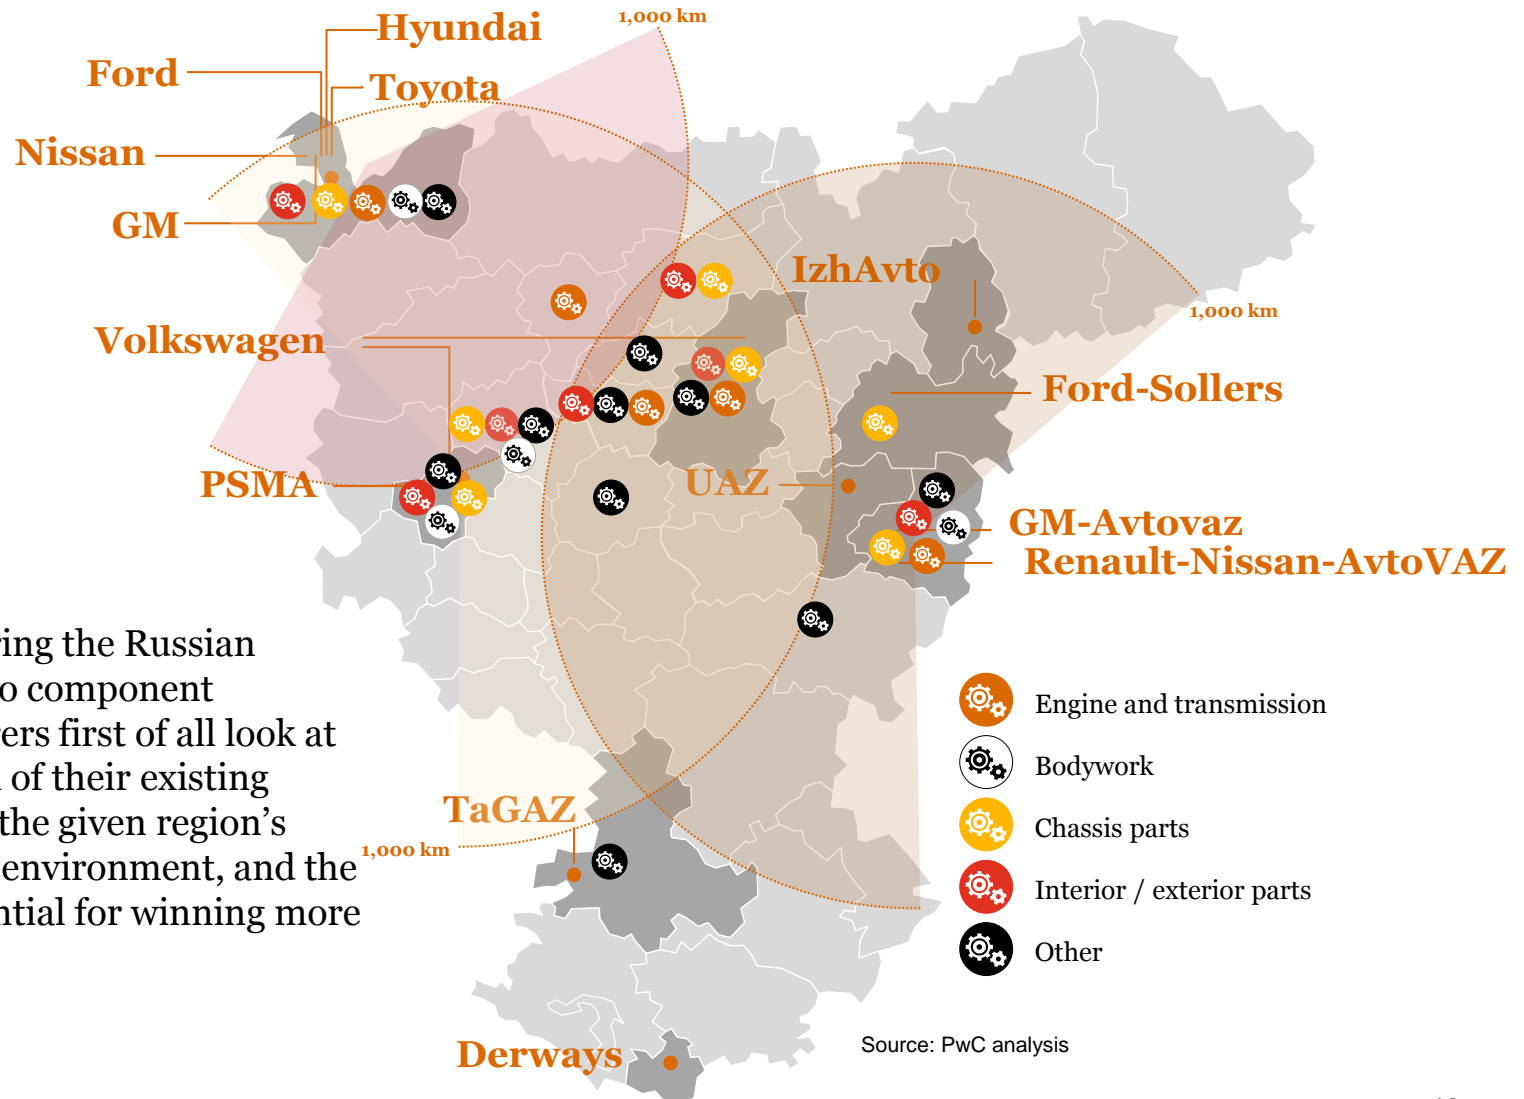 Hyundai
1,000 km
Ford
Toyota
Nissan
GM
IzhAvto
1,000 km
Volkswagen
Ford-Sollers
PSMA
UAZ
GM-Avtovaz
Renault-Nissan-AvtoVAZ
the Russian
component
first of all look at
of their existing
the given region's
environment, and the
for winning more
TaGAZ
1,000 km
Engine and transmission
Bodywork
Chassis parts
Interior / exterior parts
Other
Derways
Source: PwC analysis